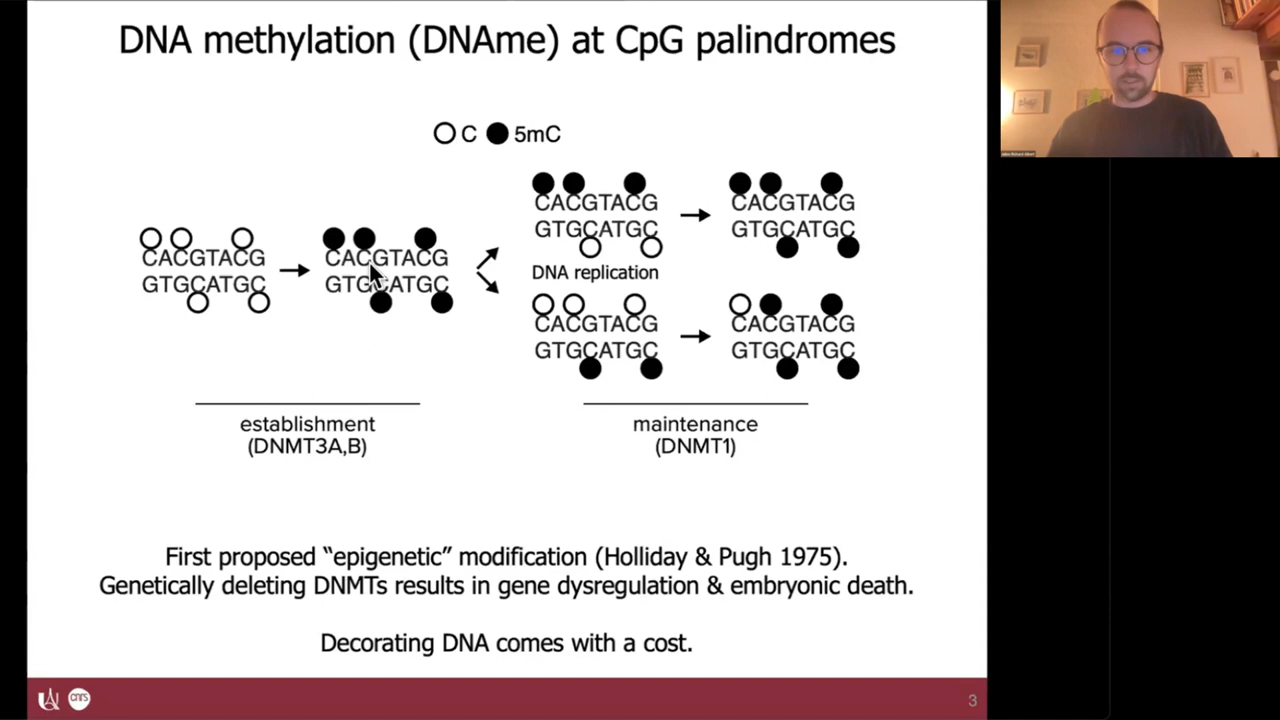 DNA methylation (DNAme) at CpG palindromes
C 5mC
CACGTACG
GTGCATGC
CACGTACG
GTGCATGC
CACGTACG
GTGCATGC
CACGTACG
GTGCATGC
DNA replication
CACGTACG
GTGCATGC
CACGTACG
GTGCATGC
establishment
(DNMT3A,B)
maintenance
(DNMT1)
First proposed “epigenetic” modification (Holliday & Pugh 1975).
Genetically deleting DNMTs results in gene dysregulation & embryonic death.
Decorating DNA comes with a cost.
cnrs
3